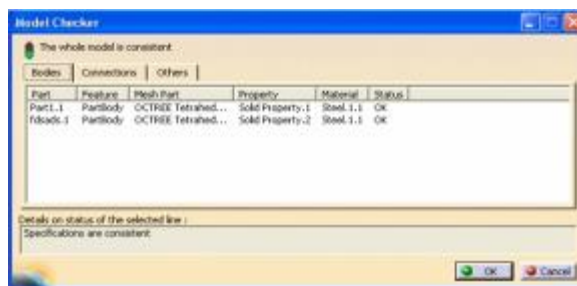 Model Checker
The whole model is consistent
Bodies Connections Others
Part Feature Mesh Part Property Material Status
Part1.1 PartBody OCTREE Tetrahed... Solid Property.1 Steel.1.1 OK
fdsads.1 PartBody OCTREE Tetrahed... Solid Property.2 Steel.1.1 OK
Details on status of the selected line :
Specifications are consistent
OK Cancel